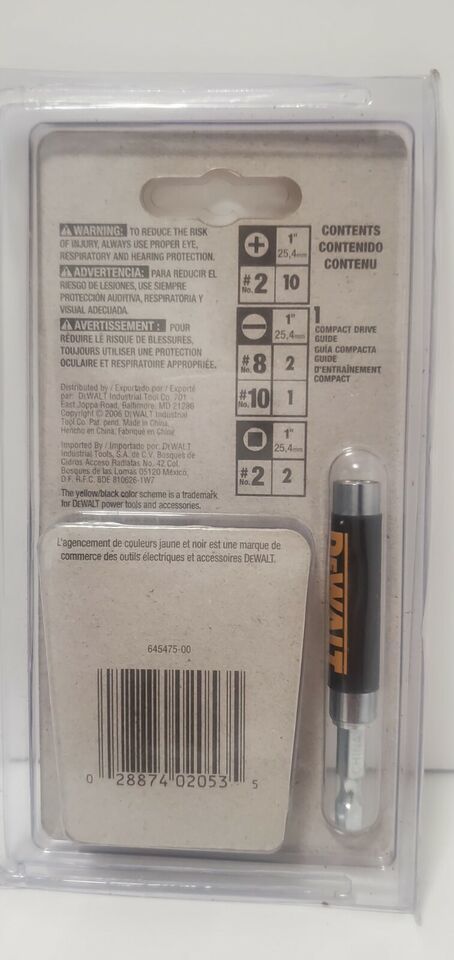 WARNING: TO REDUCE THE RISK
OF INJURY, ALWAYS USE PROPER EYE,
RESPIRATORY AND HEARING PROTECTION.
ADVERTENCIA: PARA REDUCIR EL
RIESGO DE LESIONES, USE SIEMPRE
PROTECCIÓN AUDITIVA, RESPIRATORIA Y
VISUAL ADECUADA.
AVERTISSEMENT: POUR
RÉDUIRE LE RISQUE DE BLESSURES,
TOUJOURS UTILISER UNE PROTECTION
OCULAIRE ET RESPIRATOIRE APPROPRIÉE.
Distributed by / Exportado por / Exporté
par: DEWALT Industrial Tool Co. 701
East Joppa Road, Baltimore, MD 21286
Copyright © 2006 DEWALT Industrial
Tool Co. Pat. pend. Made in China,
Hecho en China, Fabriqué en Chine
Imported By / Importado por: DEWALT
Industrial Tools, S.A. de C.V. Bosque de
Cidros Acceso Radiatas No. 42 Col.
Bosques de las Lomas 05120 México,
D.F. R.F.C. BDE 810626-1W7
The yellow/black color scheme is a trademark
for DEWALT power tools and accessories.
1"
25,4mm
#
No. 2
10
1"
25,4mm
#
No. 8
2
#
No. 10
1
1"
25,4mm
#
No. 2
2
CONTENTS
CONTENIDO
CONTENU
1
COMPACT DRIVE
GUIDE
GUÍA COMPACTA
GUIDE
D'ENTRAÎNEMENT
COMPACT
L'agencement de couleurs jaune et noir est une marque de
commerce des outils électriques et accessoires DEWALT.
645475-00
0 28874 02053 5
DEWALT
CHINA